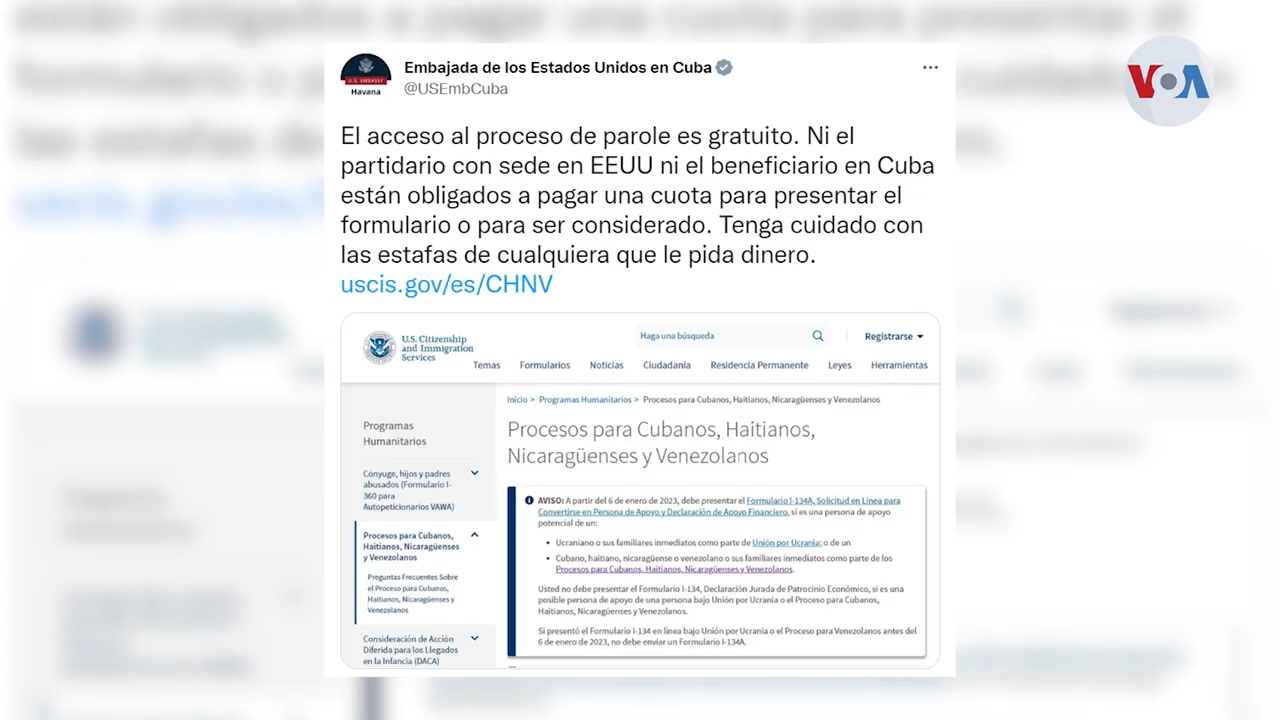 Embajada de los Estados Unidos en Cuba
@USEmbCuba
U.S. EMBASSY
Havana
VOA
El acceso al proceso de parole es gratuito. Ni el
partidario con sede en EEUU ni el beneficiario en Cuba
están obligados a pagar una cuota para presentar el
formulario o para ser considerado. Tenga cuidado con
las estafas de cualquiera que le pida dinero.
uscis.gov/es/CHNV
U.S. Citizenship
and Immigration
Services
Haga una búsqueda
Registrarse
Temas Formularios Noticias Ciudadanía Residencia Permanente Leyes Herramientas
Inicio > Programas Humanitarios > Procesos para Cubanos, Haitianos, Nicaragüenses y Venezolanos
Programas
Humanitarios
Cónyuge, hijos y padres
abusados (Formulario I-
360 para
Autopeticionarios VAWA)
Procesos para Cubanos,
Haitianos, Nicaragüenses
y Venezolanos
Preguntas Frecuentes Sobre
el Proceso para Cubanos,
Haitianos, Nicaragüenses y
Venezolanos
Consideración de Acción
Diferida para los Llegados
en la Infancia (DACA)
Procesos para Cubanos, Haitianos,
Nicaragüenses y Venezolanos
AVISO: A partir del 6 de enero de 2023, debe presentar el Formulario I-134A, Solicitud en Línea para
Convertirse en Persona de Apoyo y Declaración de Apoyo Financiero, si es una persona de apoyo
potencial de un:
• Ucraniano o sus familiares inmediatos como parte de Unión por Ucrania; o de un
• Cubano, haitiano, nicaragüense o venezolano o sus familiares inmediatos como parte de los
Procesos para Cubanos, Haitianos, Nicaragüenses y Venezolanos.
Usted no debe presentar el Formulario I-134, Declaración Jurada de Patrocinio Económico, si es una
posible persona de apoyo de una persona bajo Unión por Ucrania o el Proceso para Cubanos,
Haitianos, Nicaragüenses y Venezolanos.
Si presentó el Formulario I-134 en línea bajo Unión por Ucrania o el Proceso para Venezolanos antes del
6 de enero de 2023, no debe enviar un Formulario I-134A.